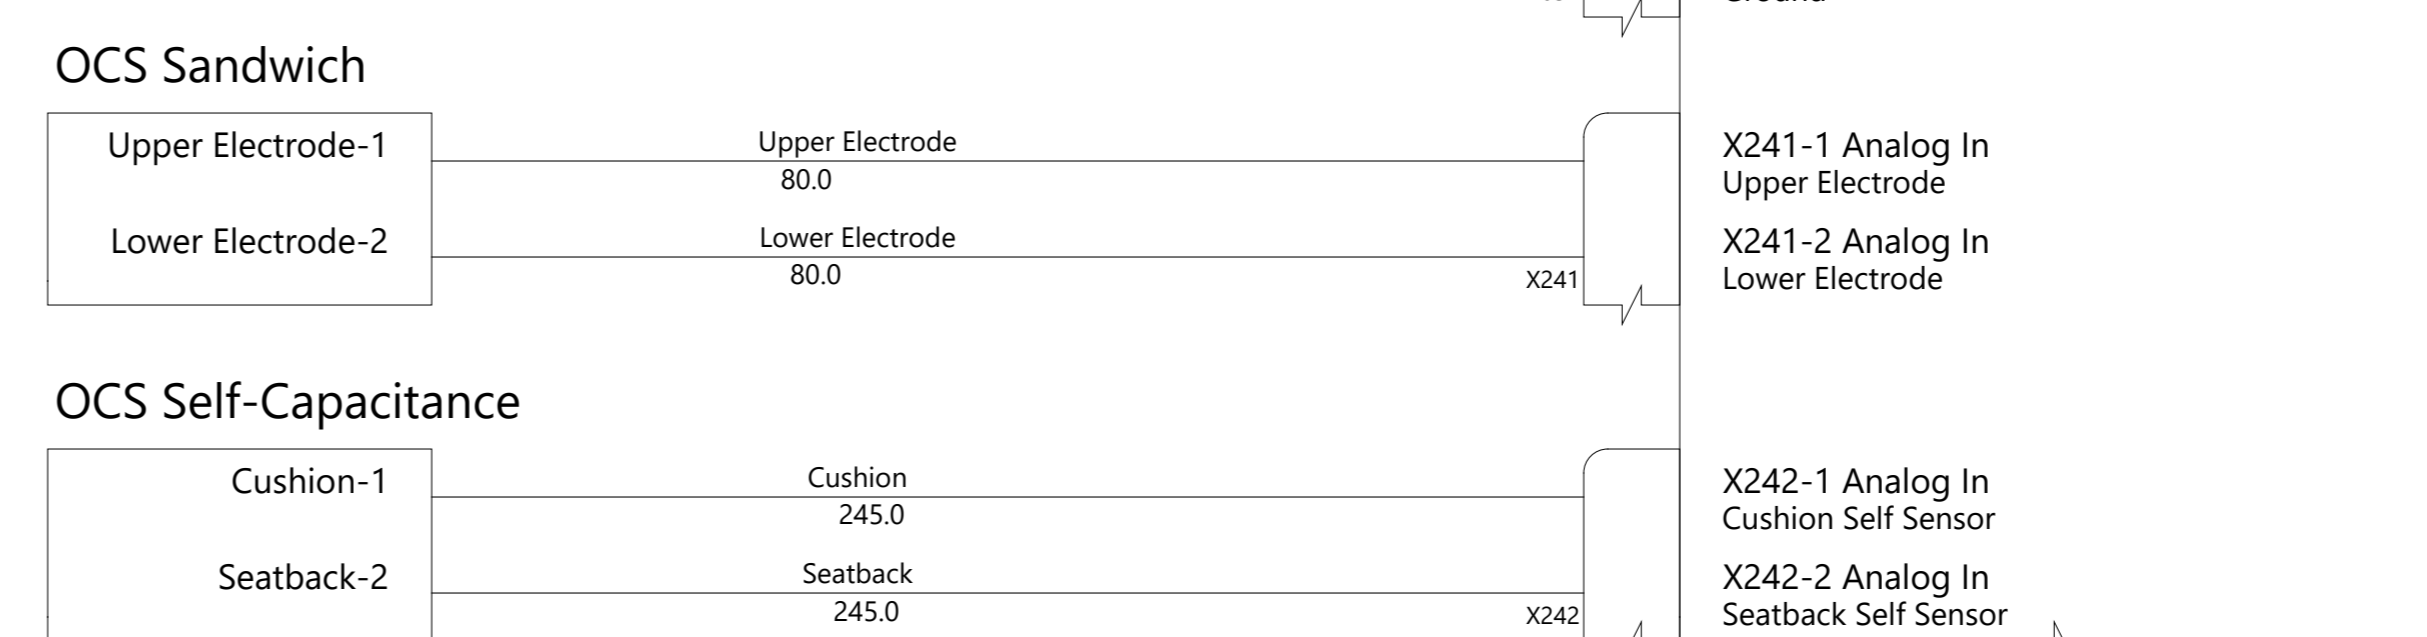 OCS Sandwich
Upper Electrode-1
Upper Electrode
80.0
X241-1 Analog In
Upper Electrode
Lower Electrode-2
Lower Electrode
80.0
X241
X241-2 Analog In
Lower Electrode
OCS Self-Capacitance
Cushion-1
Cushion
245.0
X242-1 Analog In
Cushion Self Sensor
Seatback-2
Seatback
245.0
X242
X242-2 Analog In
Seatback Self Sensor